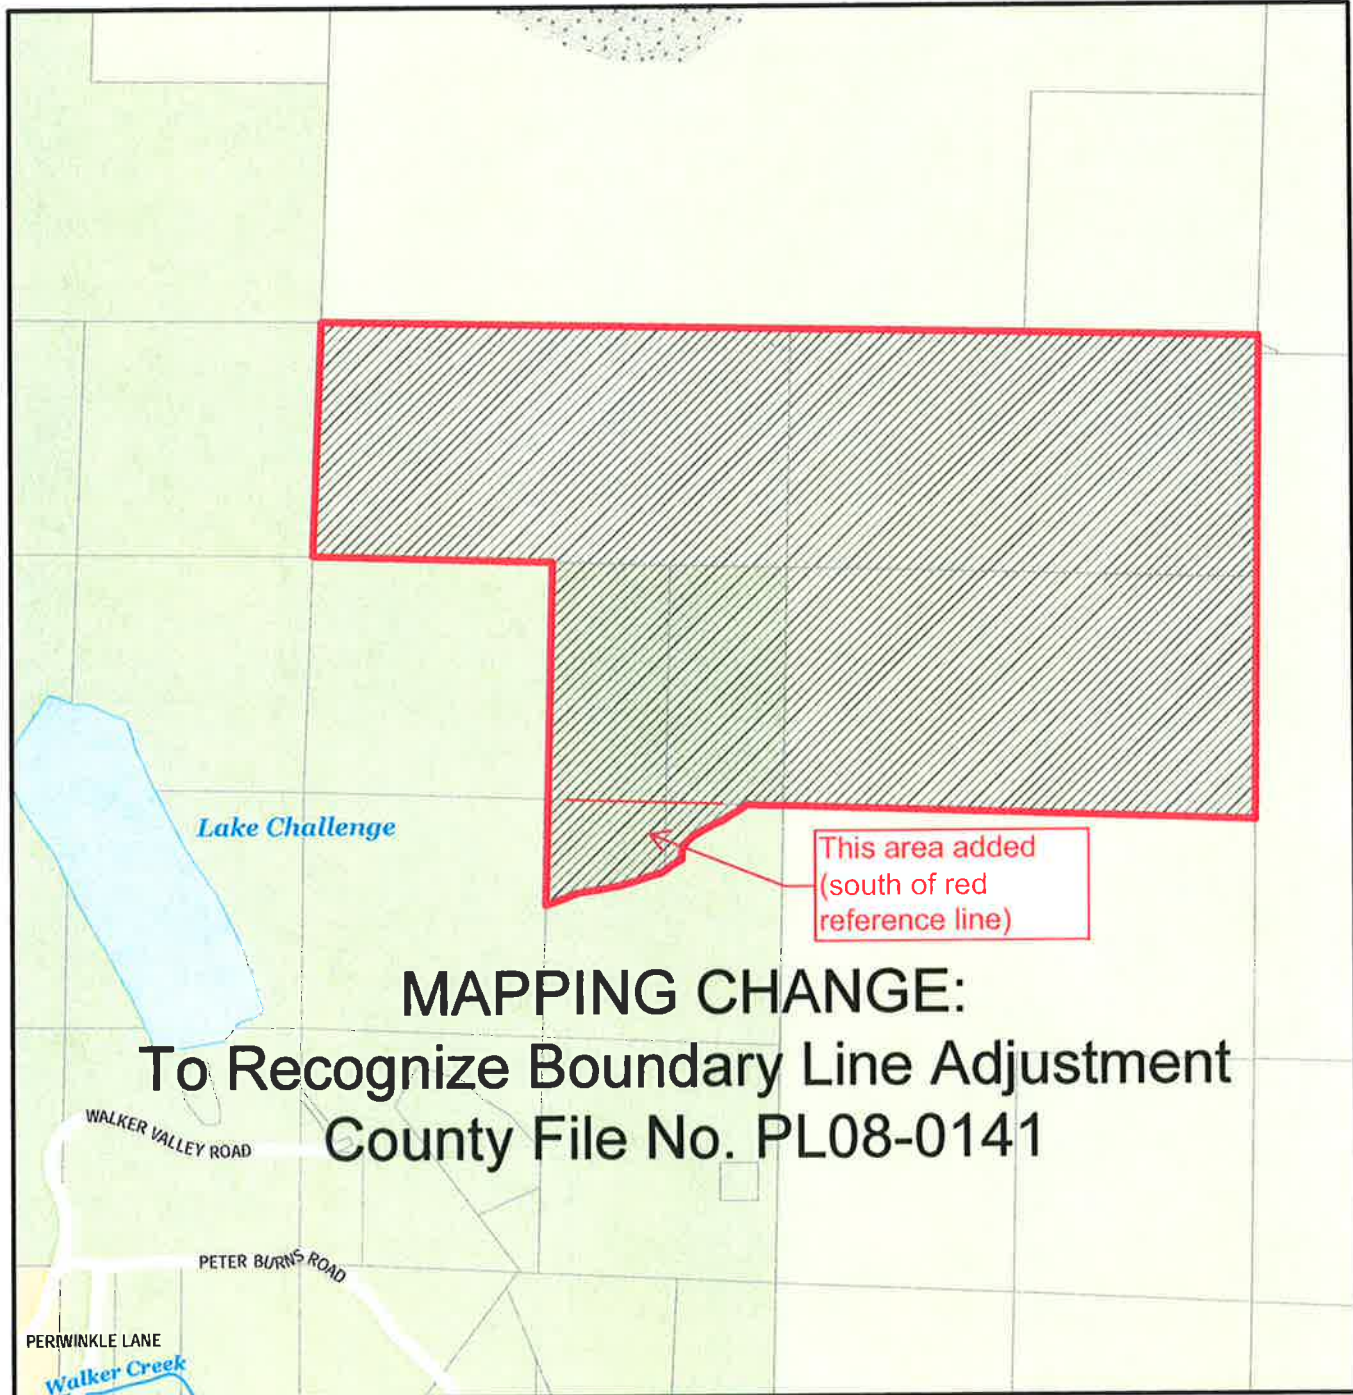 Lake Challenge
This area added
(south of red
reference line)
MAPPING CHANGE:
To Recognize Boundary Line Adjustment
County File No. PL08-0141
WALKER VALLEY ROAD
PETER BURNS ROAD
PERIWINKLE LANE
Walker Creek